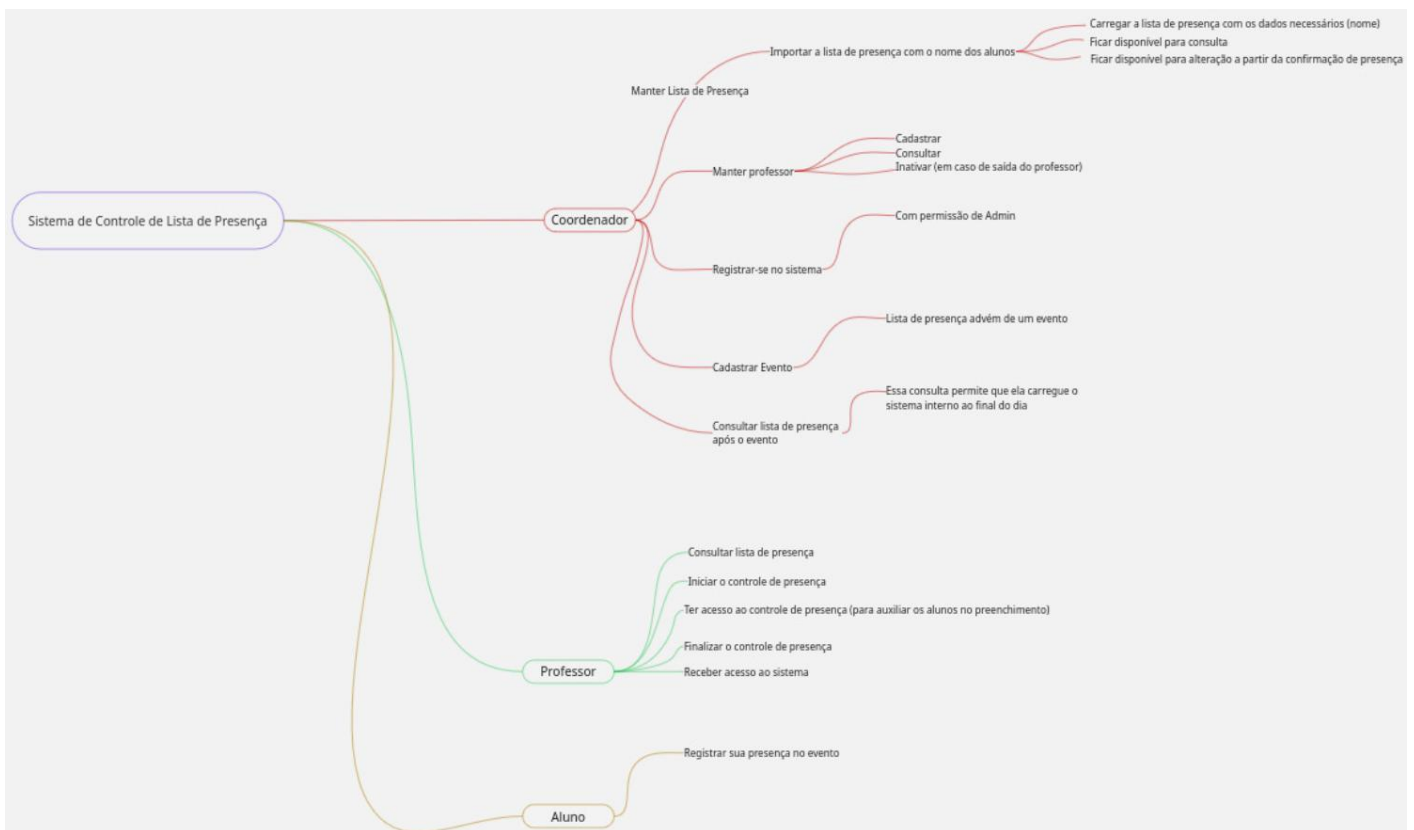 Sistema de Controle de Lista de Presença
Coordenador
Manter Lista de Presença
Importar a lista de presença com o nome dos alunos
Carregar a lista de presença com os dados necessários (nome)
Ficar disponível para consulta
Ficar disponível para alteração a partir da confirmação de presença
Manter professor
Cadastrar
Consultar
Inativar (em caso de saída do professor)
Registrar-se no sistema
Com permissão de Admin
Cadastrar Evento
Lista de presença advém de um evento
Consultar lista de presença
após o evento
Essa consulta permite que ela carregue o
sistema interno ao final do dia
Professor
Consultar lista de presença
Iniciar o controle de presença
Ter acesso ao controle de presença (para auxiliar os alunos no preenchimento)
Finalizar o controle de presença
Receber acesso ao sistema
Aluno
Registrar sua presença no evento